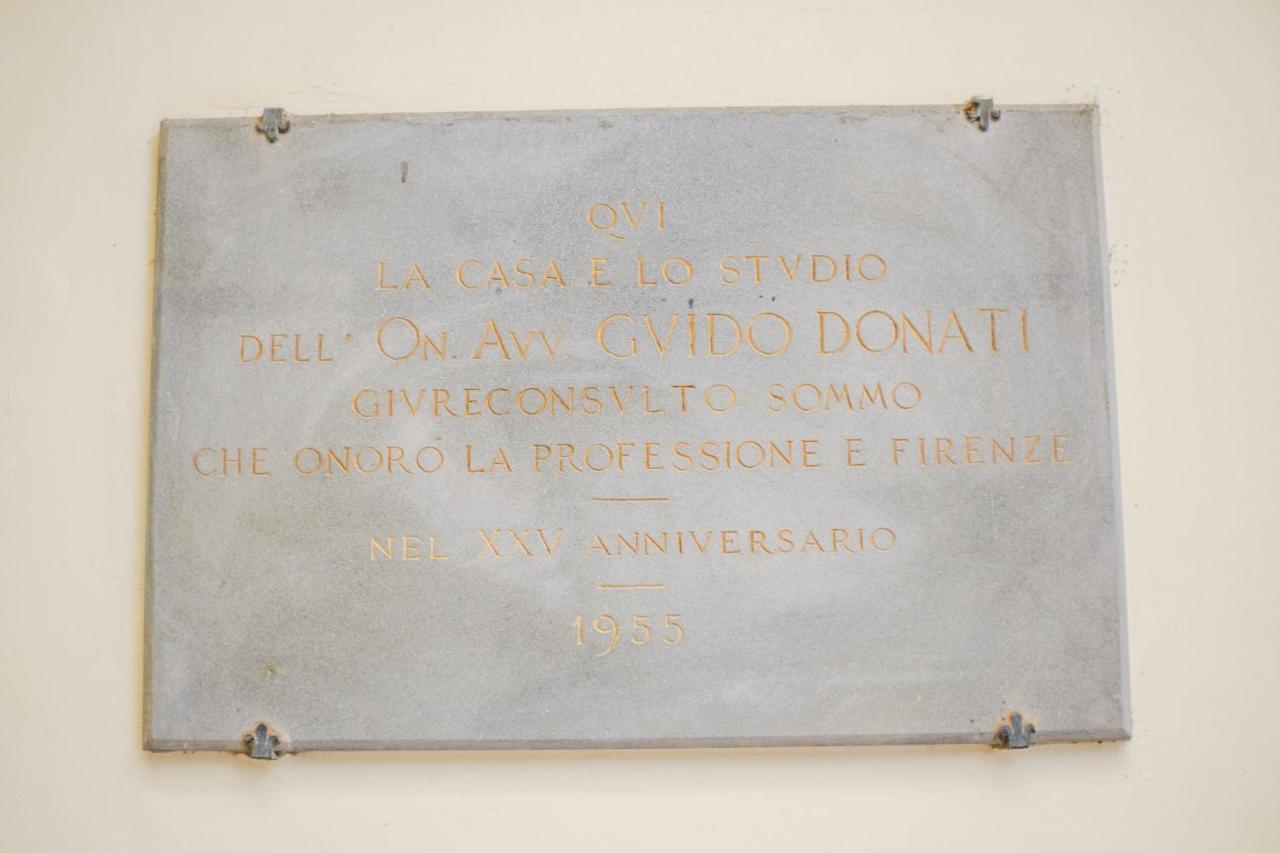 QVI
LA CASA E LO STVDIO
DELL' ON. AVV. GVIDO DONATI
GIVRECONSVLTO SOMMO
CHE ONORÓ LA PROFESSIONE E FIRENZE
NEL XXV ANNIVERSARIO
1955